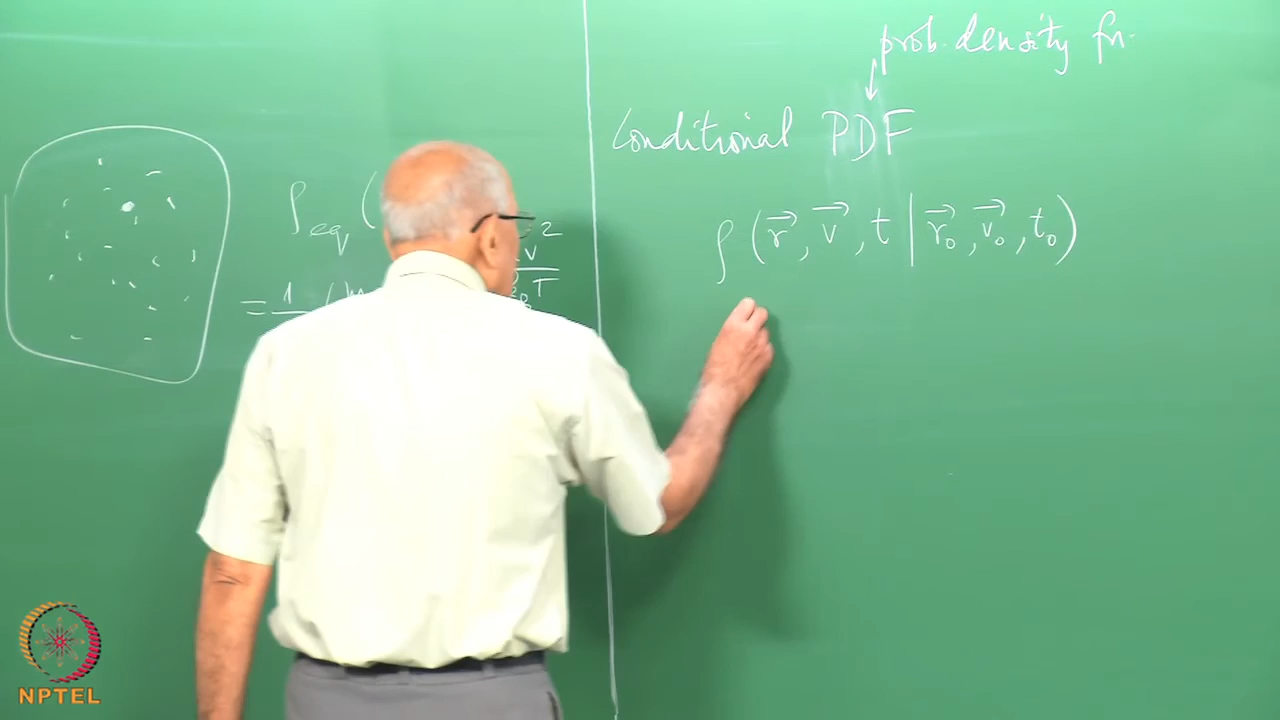 prob. density fn.
Conditional PDF
ρ(r⃗, v⃗, t | r⃗₀, v⃗₀, t₀)
ρ_eq (
= 1
v²
T
NPTEL